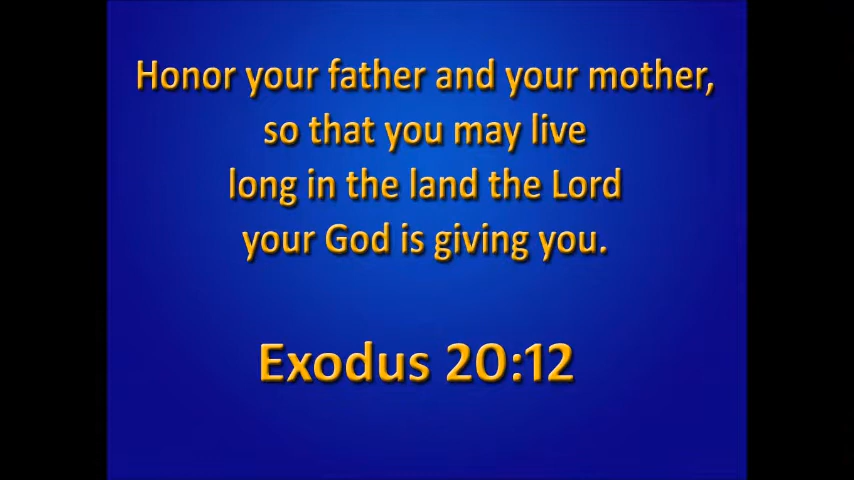 Honor your father and your mother,
so that you may live
long in the land the Lord
your God is giving you.
Exodus 20:12